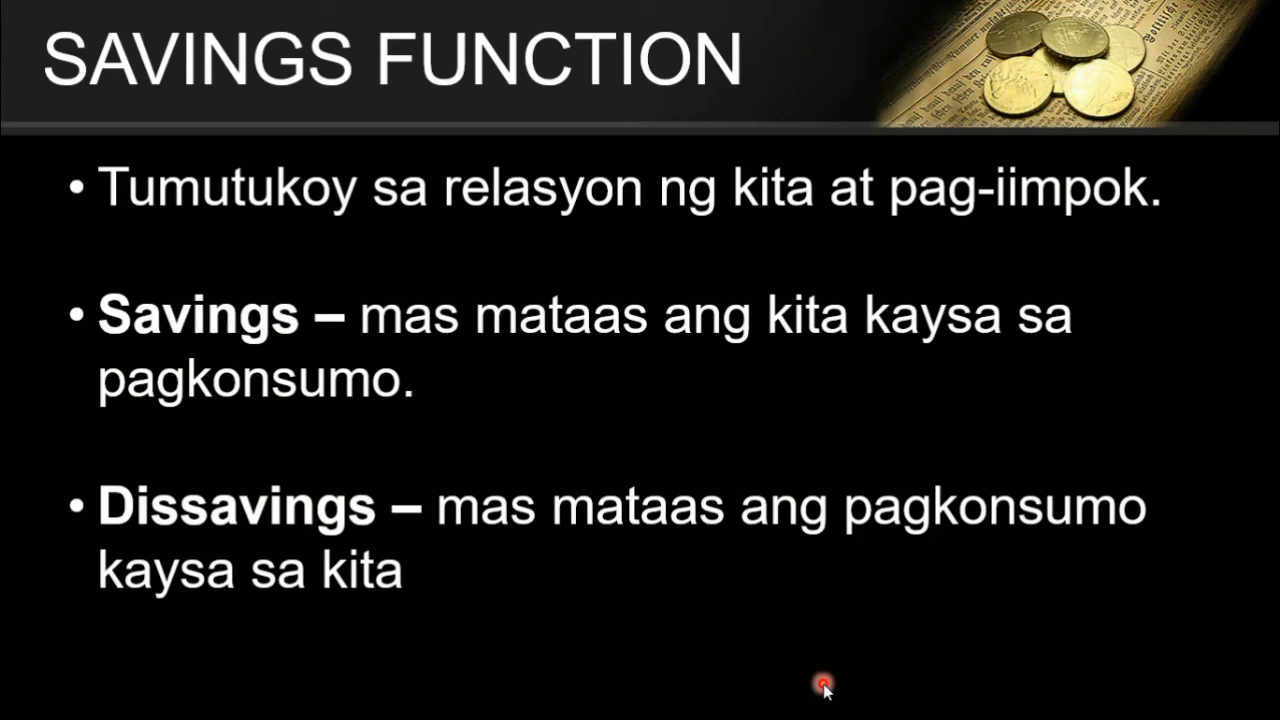 SAVINGS FUNCTION
• Tumutukoy sa relasyon ng kita at pag-iimpok.
• Savings – mas mataas ang kita kaysa sa
pagkonsumo.
• Dissavings – mas mataas ang pagkonsumo
kaysa sa kita